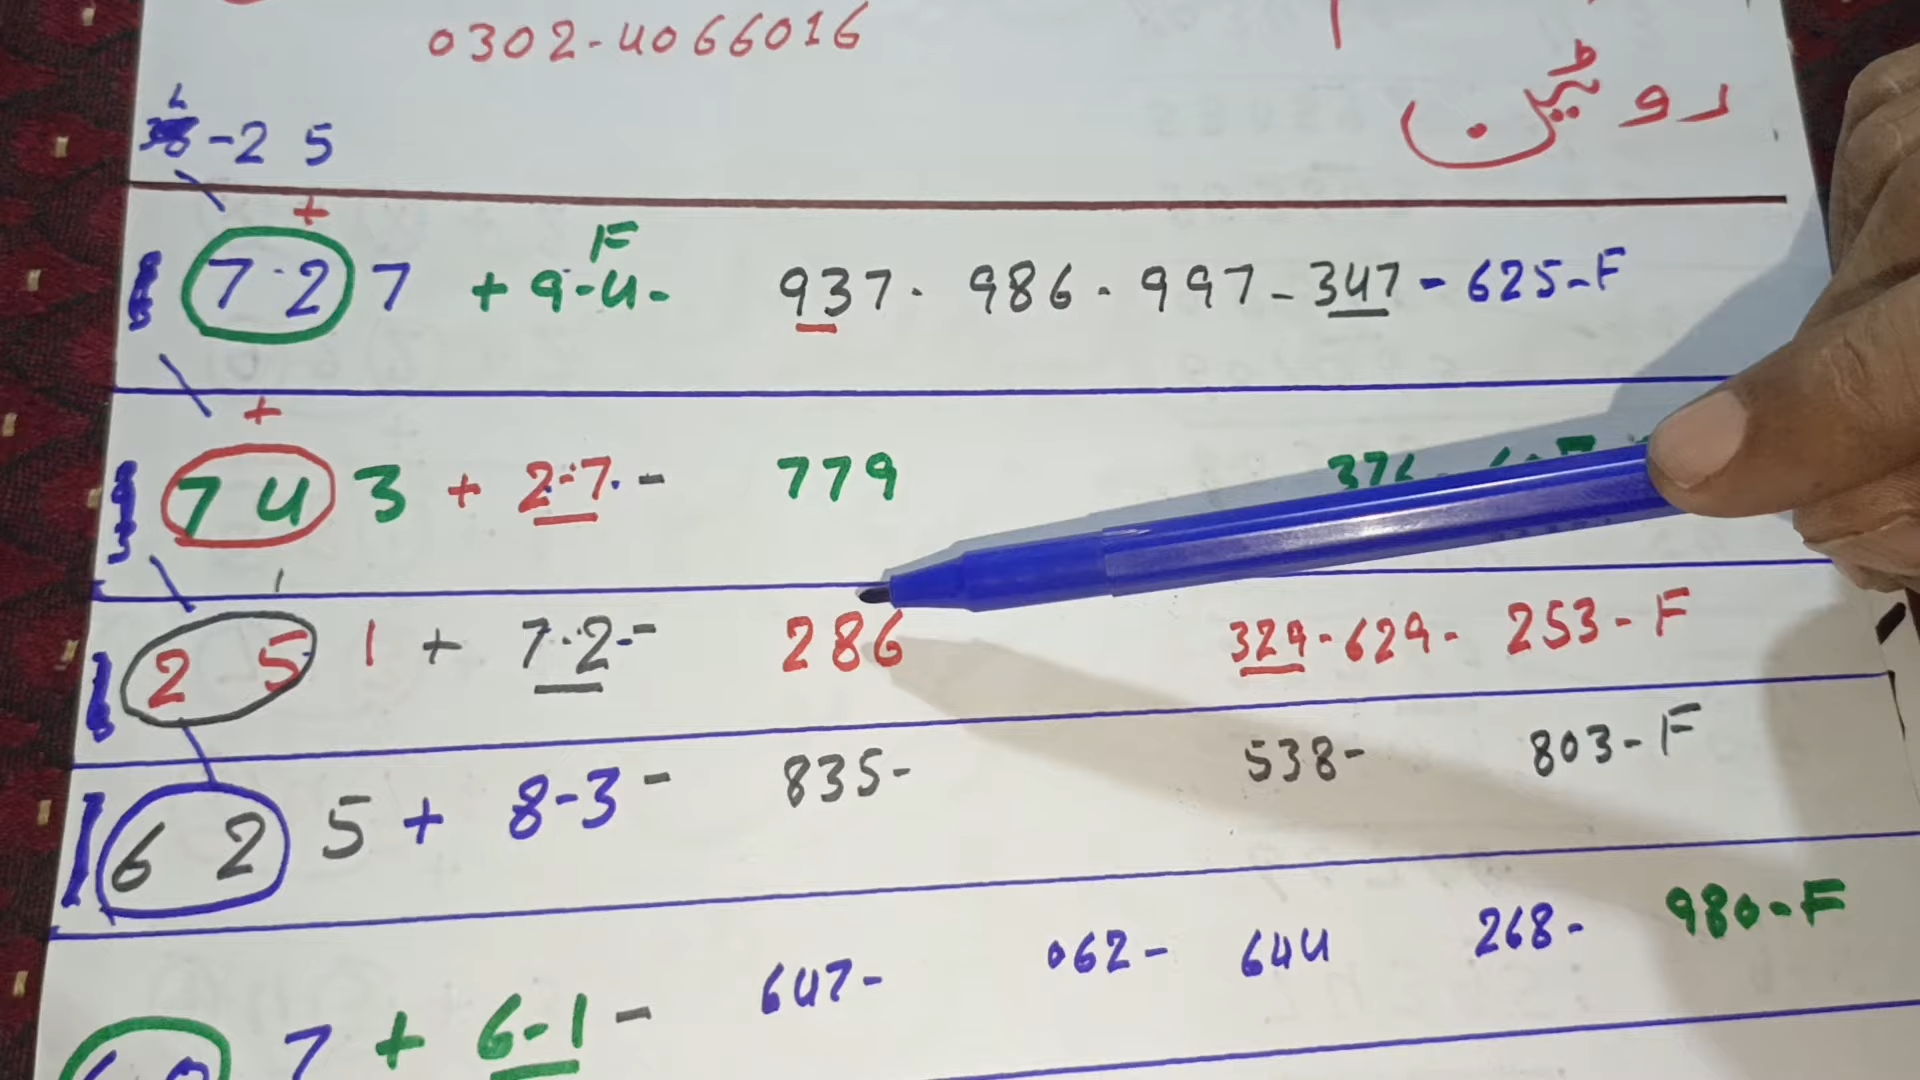 0302-4066016
روٹین
-2 5
+
F
7.2 7 + 9.4- 937. 986. 997-347-625-F
+
7 4 3 + 2.7.- 779 376-
2 5 1 + 7.2.- 286 329-629- 253-F
6 2 5 + 8-3- 835- 538- 803-F
7 + 6-1- 647- 062- 644 268- 980-F